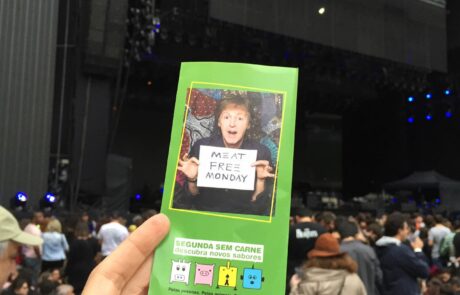 MEAT
FREE
MONDAY
SEGUNDA SEM CARNE
descubra novos sabores